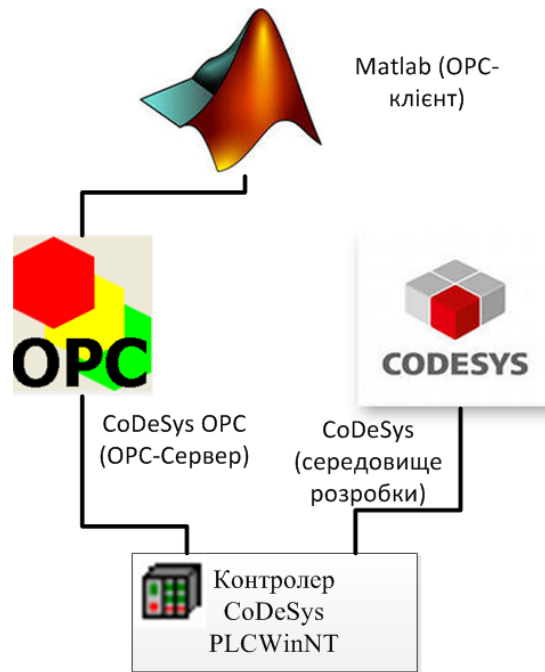 Matlab (OPC-
клієнт)
OPC
CODESYS
CoDeSys OPC
(OPC-Сервер)
CoDeSys
(середовище
розробки)
Контролер
CoDeSys
PLCWinNT